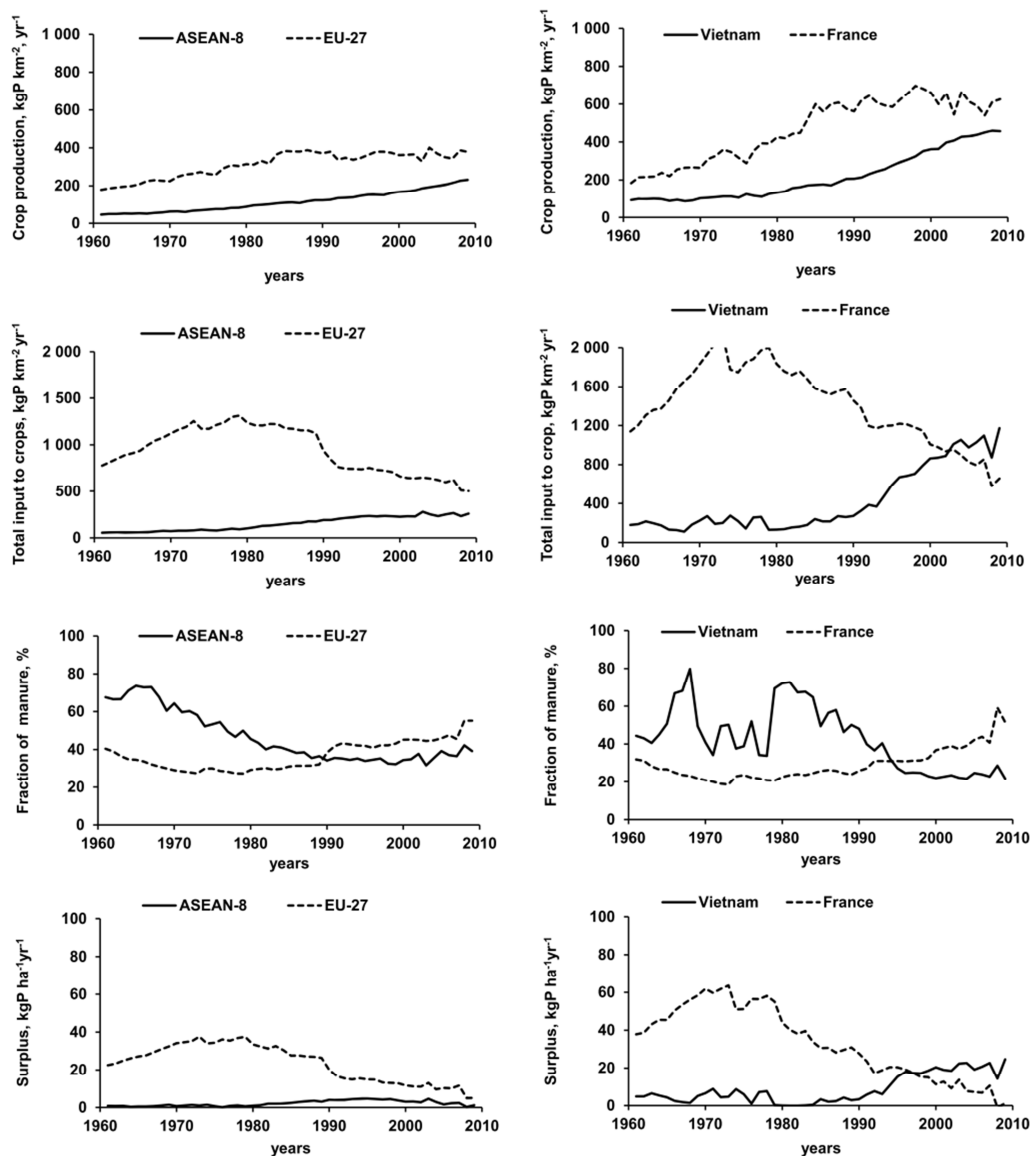 ASEAN-8 EU-27
Crop production, kgP km-2, yr-1
1 000
800
600
400
200
0
1960 1970 1980 1990 2000 2010
years
Vietnam France
Crop production, kgP km-2, yr-1
1 000
800
600
400
200
0
1960 1970 1980 1990 2000 2010
years
ASEAN-8 EU-27
Total input to crops, kgP km-2 yr-1
2 000
1 500
1 000
500
0
1960 1970 1980 1990 2000 2010
years
Vietnam France
Total input to crop, kgP km-2 yr-1
2 000
1 600
1200
800
400
0
1960 1970 1980 1990 2000 2010
years
ASEAN-8 EU-27
Fraction of manure, %
100
80
60
40
20
0
1960 1970 1980 1990 2000 2010
years
Vietnam France
Fraction of manure, %
100
80
60
40
20
0
1960 1970 1980 1990 2000 2010
years
ASEAN-8 EU-27
Surplus, kgP ha-1yr-1
100
80
60
40
20
0
1960 1970 1980 1990 2000 2010
years
Vietnam France
Surplus, kgP ha-1yr-1
100
80
60
40
20
0
1960 1970 1980 1990 2000 2010
years